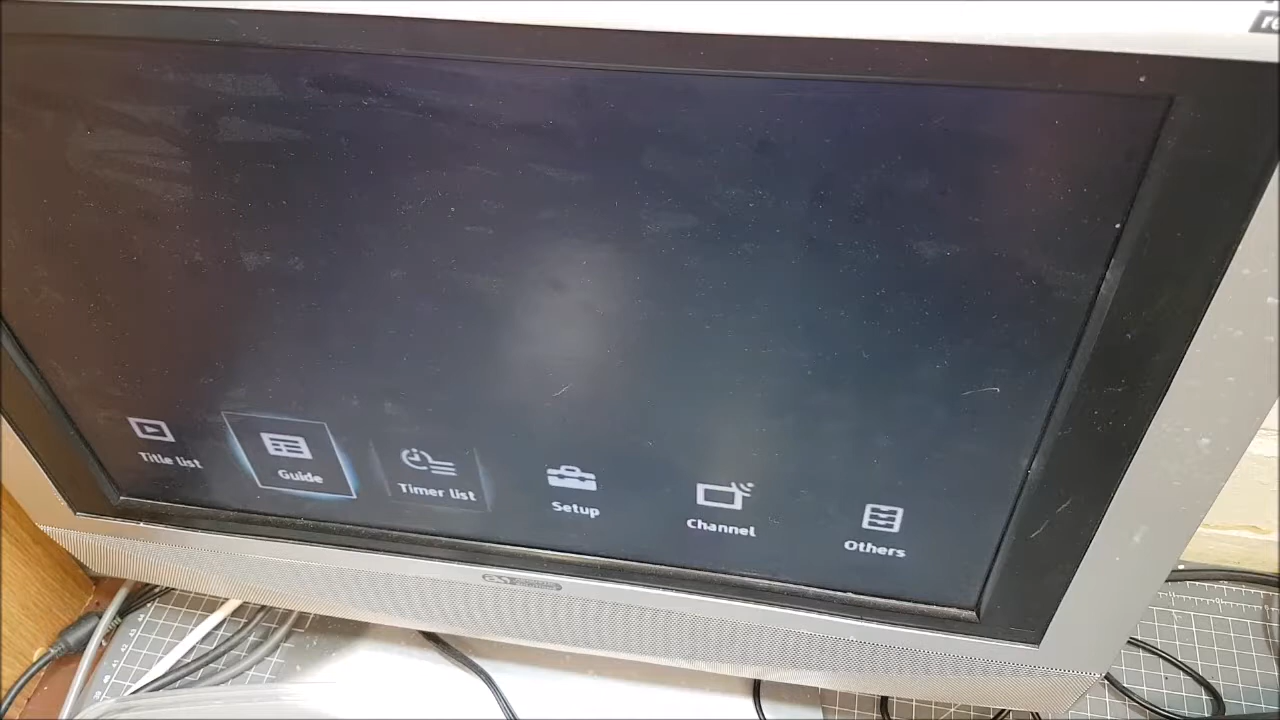 Title list
Guide
Timer list
Setup
Channel
Others